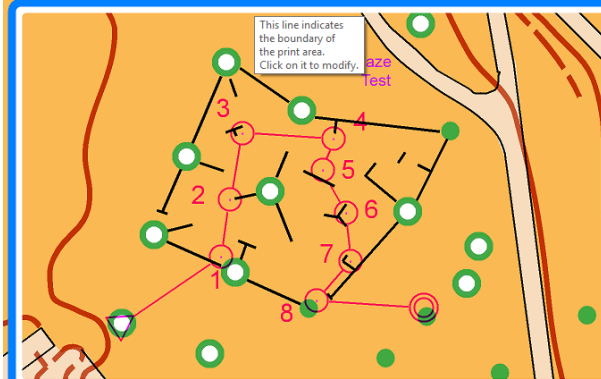 This line indicates
the boundary of
the print area.
Click on it to modify.
aze
Test
3
4
5
2
6
7
1
8